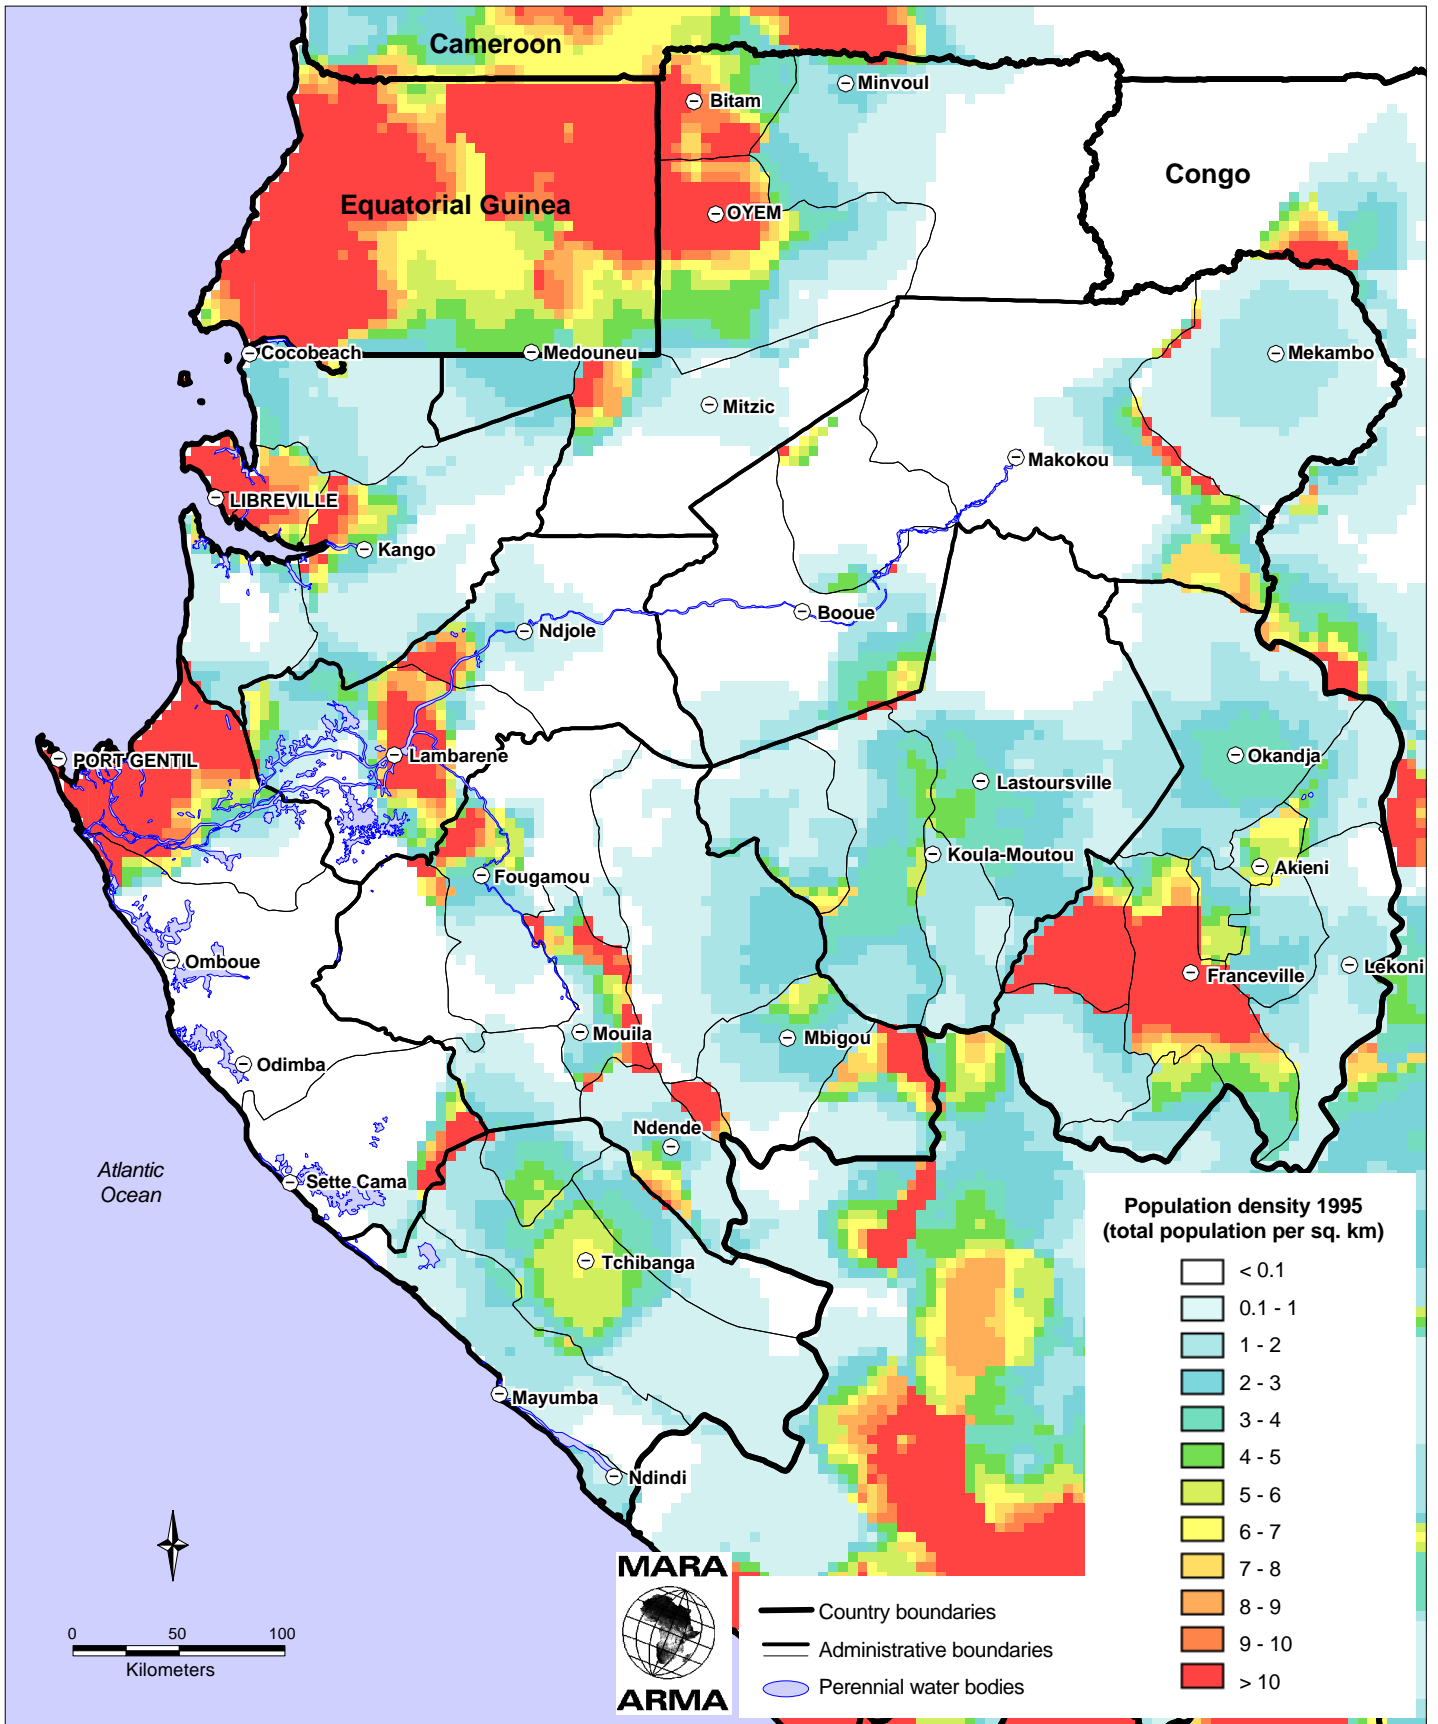 Cameroon
Minvoul
Bitam
Congo
Equatorial Guinea
OYEM
Cocobeach
Medouneu
Mekambo
Mitzic
Makokou
LIBREVILLE
Kango
Booue
Ndjole
PORT GENTIL
Lambarene
Okandja
Lastoursville
Koula-Moutou
Akieni
Fougamou
Omboue
Franceville
Lekoni
Mouila
Mbigou
Odimba
Ndende
Atlantic
Ocean
Sette Cama
Tchibanga
Mayumba
Ndindi
Population density 1995
(total population per sq. km)
< 0.1
0.1 - 1
1 - 2
2 - 3
3 - 4
4 - 5
5 - 6
6 - 7
7 - 8
8 - 9
9 - 10
> 10
MARA
ARMA
Country boundaries
Administrative boundaries
Perennial water bodies
0 50 100
Kilometers